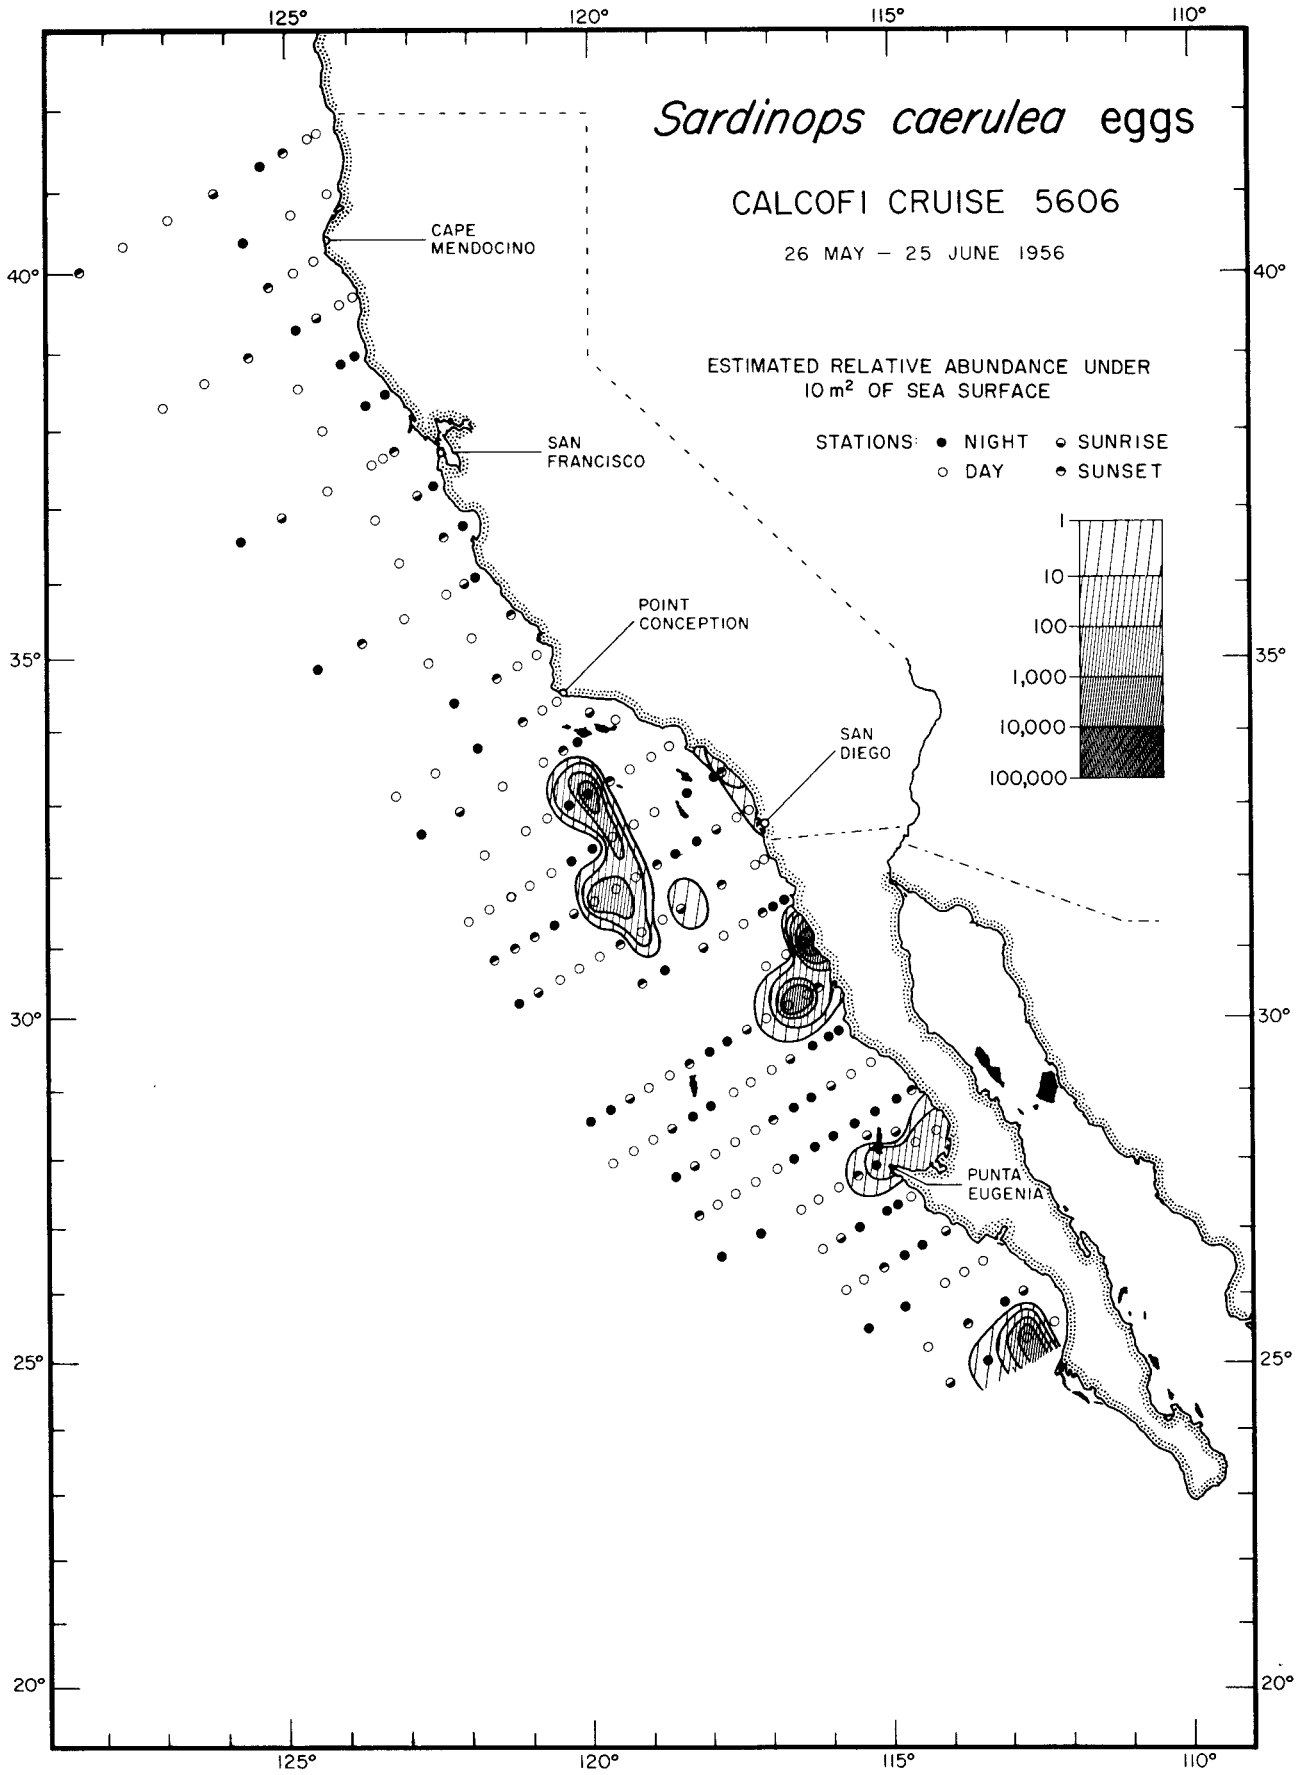 125° 120° 115° 110°
Sardinops caerulea eggs
CALCOFI CRUISE 5606
26 MAY – 25 JUNE 1956
CAPE
MENDOCINO
40° 40°
ESTIMATED RELATIVE ABUNDANCE UNDER
10 m² OF SEA SURFACE
STATIONS: ● NIGHT ◒ SUNRISE
○ DAY ◓ SUNSET
SAN
FRANCISCO
1
10
100
1,000
10,000
100,000
POINT
CONCEPTION
35° 35°
SAN
DIEGO
30° 30°
PUNTA
EUGENIA
25° 25°
20° 20°
125° 120° 115° 110°